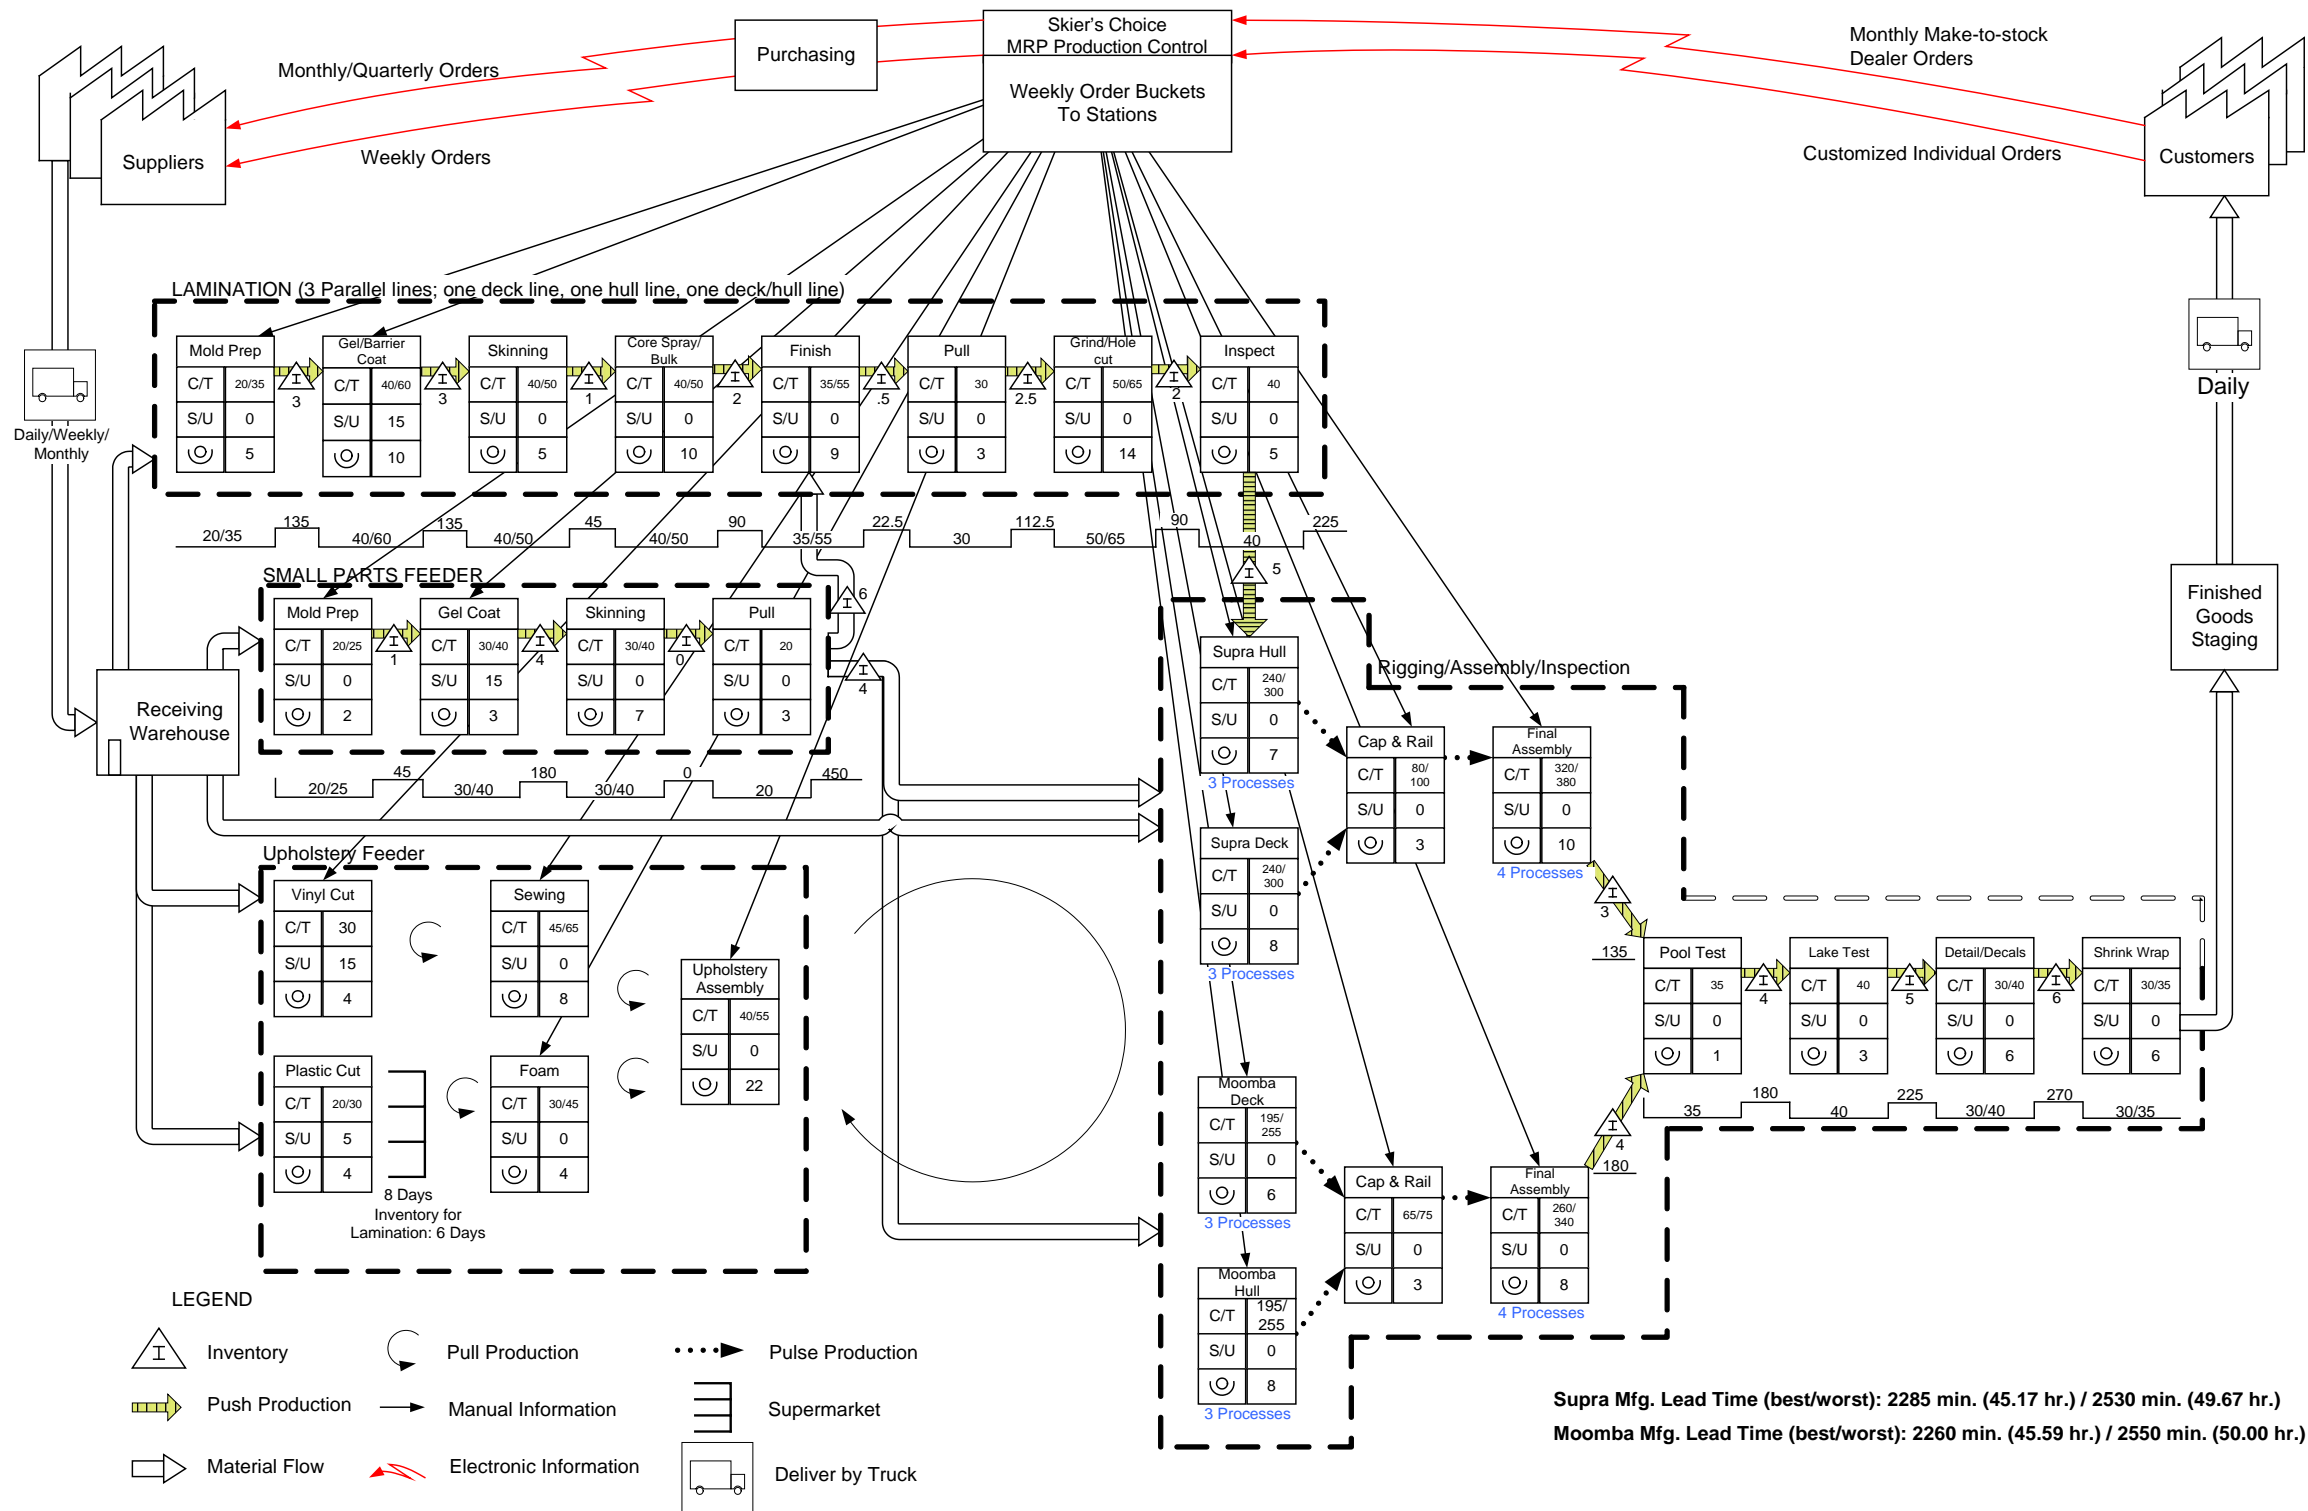 Skier's Choice
MRP Production Control
Weekly Order Buckets
To Stations
Purchasing
Monthly/Quarterly Orders
Weekly Orders
Suppliers
Monthly Make-to-stock
Dealer Orders
Customized Individual Orders
Customers
Daily/Weekly/
Monthly
Daily
Finished
Goods
Staging
Receiving
Warehouse
LAMINATION (3 Parallel lines; one deck line, one hull line, one deck/hull line)
Mold Prep
C/T 20/35
S/U 0
5
I
3
Gel/Barrier
Coat
C/T 40/60
S/U 15
10
I
3
Skinning
C/T 40/50
S/U 0
5
I
1
Core Spray/
Bulk
C/T 40/50
S/U 0
10
I
2
Finish
C/T 35/55
S/U 0
9
I
.5
Pull
C/T 30
S/U 0
3
I
2.5
Grind/Hole
cut
C/T 50/65
S/U 0
14
I
2
Inspect
C/T 40
S/U 0
5
20/35 135 40/60 135 40/50 45 40/50 90 35/55 22.5 30 112.5 50/65 90 40 225
I 5
SMALL PARTS FEEDER
Mold Prep
C/T 20/25
S/U 0
2
I
1
Gel Coat
C/T 30/40
S/U 15
3
I
4
Skinning
C/T 30/40
S/U 0
7
I
0
Pull
C/T 20
S/U 0
3
I 6
I
4
20/25 45 30/40 180 30/40 0 20 450
Upholstery Feeder
Vinyl Cut
C/T 30
S/U 15
4
Sewing
C/T 45/65
S/U 0
8
Upholstery
Assembly
C/T 40/55
S/U 0
22
Plastic Cut
C/T 20/30
S/U 5
4
8 Days
Inventory for
Lamination: 6 Days
Foam
C/T 30/45
S/U 0
4
Rigging/Assembly/Inspection
Supra Hull
C/T 240/
300
S/U 0
7
3 Processes
Supra Deck
C/T 240/
300
S/U 0
8
3 Processes
Cap & Rail
C/T 80/
100
S/U 0
3
Final
Assembly
C/T 320/
380
S/U 0
10
4 Processes
I
3
135
Moomba
Deck
C/T 195/
255
S/U 0
6
3 Processes
Moomba
Hull
C/T 195/
255
S/U 0
8
3 Processes
Cap & Rail
C/T 65/75
S/U 0
3
Final
Assembly
C/T 260/
340
S/U 0
8
4 Processes
I
4
180
Pool Test
C/T 35
S/U 0
1
I
4
Lake Test
C/T 40
S/U 0
3
I
5
Detail/Decals
C/T 30/40
S/U 0
6
I
6
Shrink Wrap
C/T 30/35
S/U 0
6
35 180 40 225 30/40 270 30/35
LEGEND
I Inventory
Pull Production
Pulse Production
Push Production
Manual Information
Supermarket
Material Flow
Electronic Information
Deliver by Truck
Supra Mfg. Lead Time (best/worst): 2285 min. (45.17 hr.) / 2530 min. (49.67 hr.)
Moomba Mfg. Lead Time (best/worst): 2260 min. (45.59 hr.) / 2550 min. (50.00 hr.)